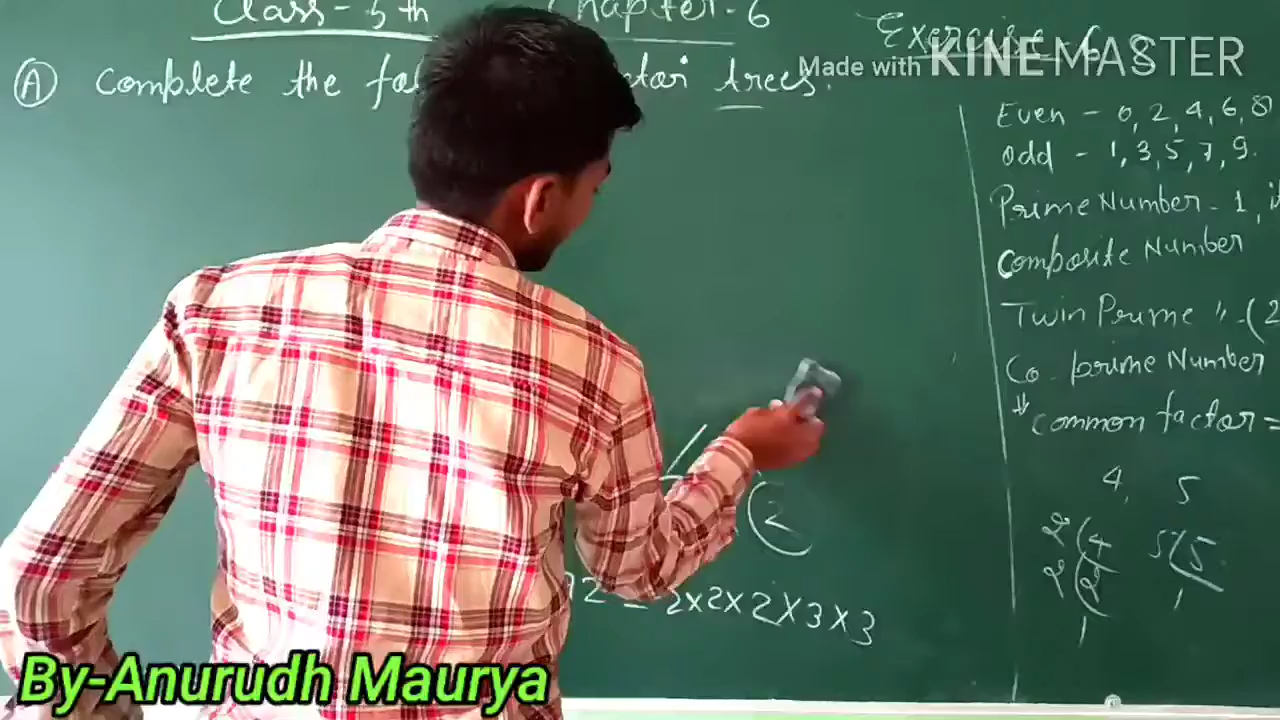 Class-5th Chapter-6
Exercise 6
Made with KINEMASTER
(A) Complete the trees.
Even - 0, 2, 4, 6, 8
odd - 1, 3, 5, 7, 9.
Prime Number - 1,
Composite Number
Twin Prime " -(2
Co-prime Number
⇓ Common factor =
4, 5
2(4 5(5
2(2 1
1
(2
2 = 2x2x2x3x3
By-Anurudh Maurya